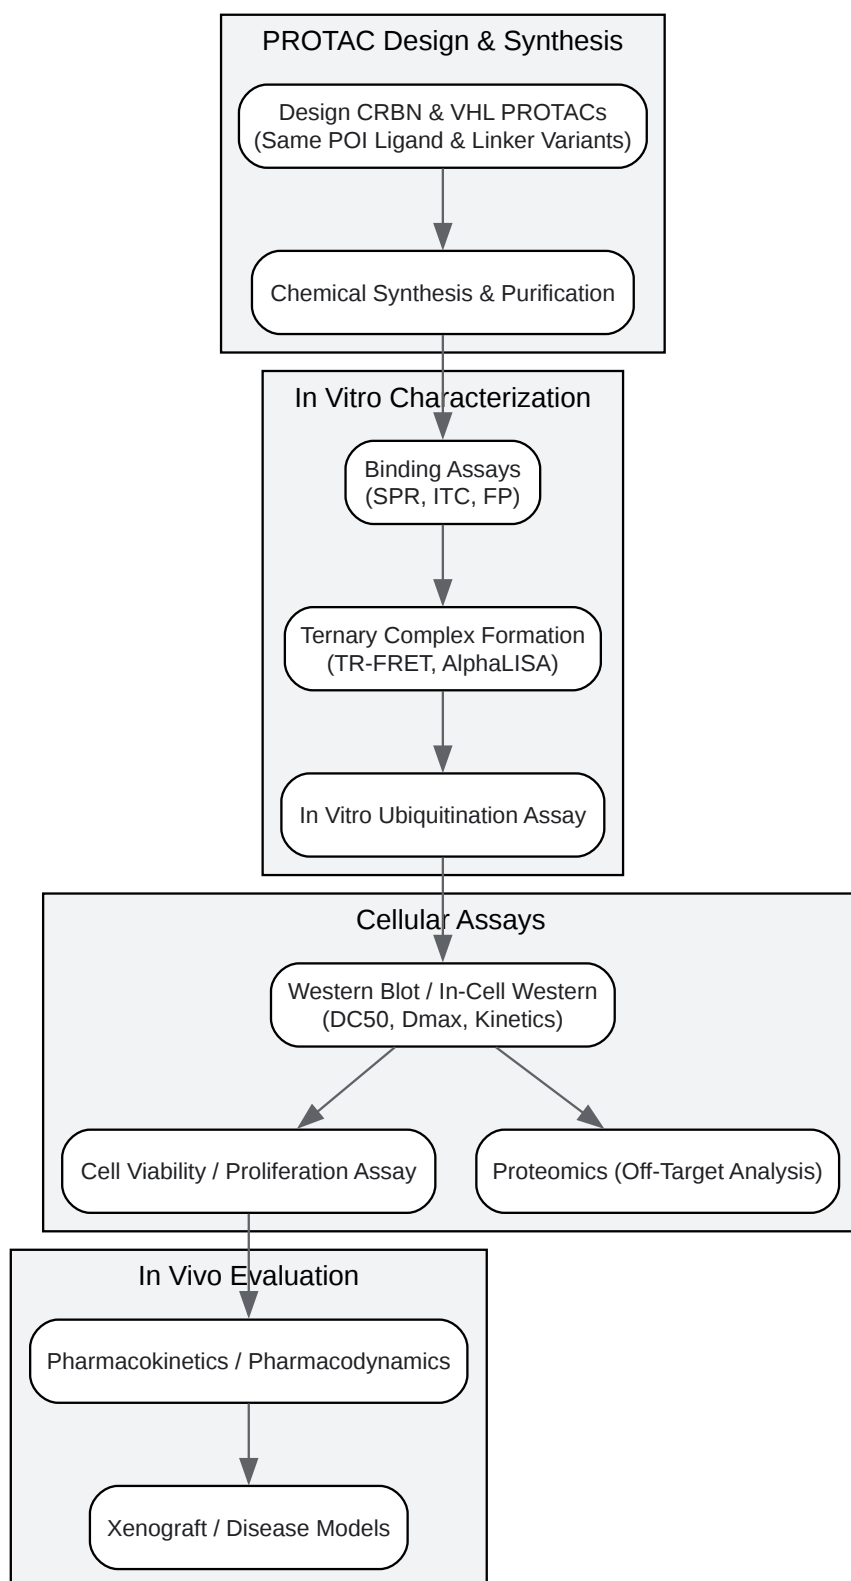 PROTAC Design & Synthesis
Design CRBN & VHL PROTACs
(Same POI Ligand & Linker Variants)
Chemical Synthesis & Purification
In Vitro Characterization
Binding Assays
(SPR, ITC, FP)
Ternary Complex Formation
(TR-FRET, AlphaLISA)
In Vitro Ubiquitination Assay
Cellular Assays
Western Blot / In-Cell Western
(DC50, Dmax, Kinetics)
Cell Viability / Proliferation Assay
Proteomics (Off-Target Analysis)
In Vivo Evaluation
Pharmacokinetics / Pharmacodynamics
Xenograft / Disease Models